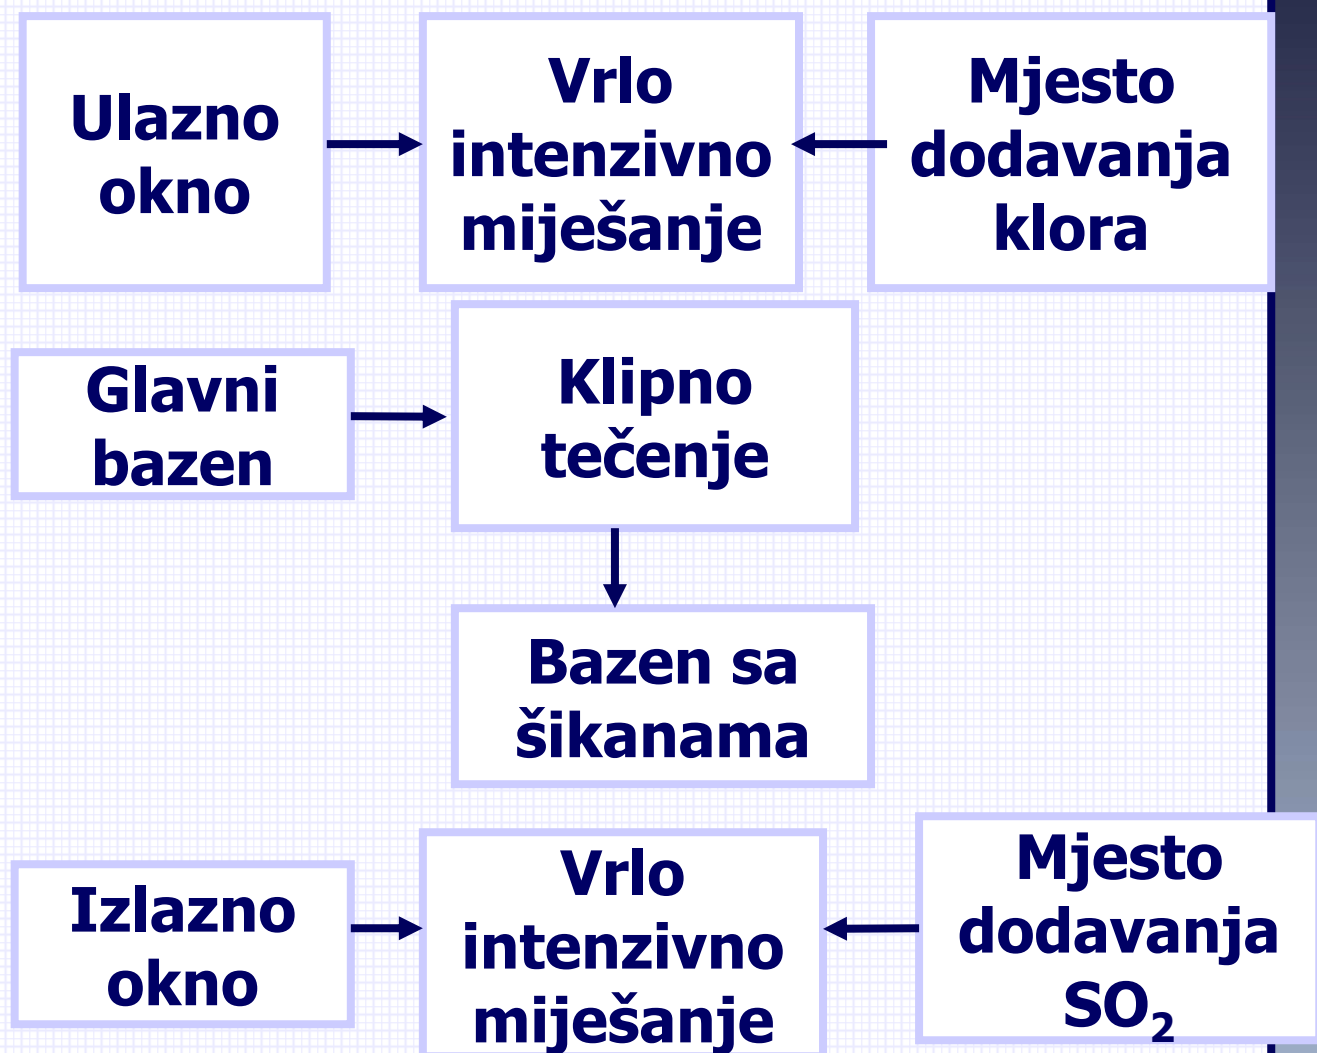 Ulazno
okno
Vrlo
intenzivno
miješanje
Mjesto
dodavanja
klora
Glavni
bazen
Klipno
tečenje
Bazen sa
šikanama
Izlazno
okno
Vrlo
intenzivno
miješanje
Mjesto
dodavanja
SO₂